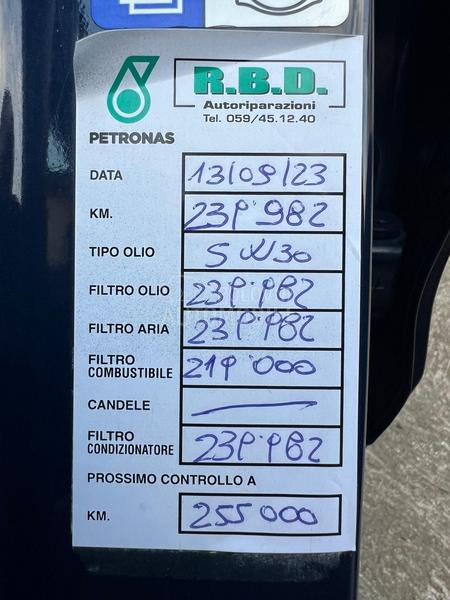 R.B.D.
Autoriparazioni
Tel. 059/45.12.40
PETRONAS
DATA 13/09/23
KM. 239.982
TIPO OLIO 5W30
FILTRO OLIO 239.982
FILTRO ARIA 239.982
FILTRO COMBUSTIBILE 219.000
CANDELE
FILTRO CONDIZIONATORE 239.982
PROSSIMO CONTROLLO A
KM. 255000